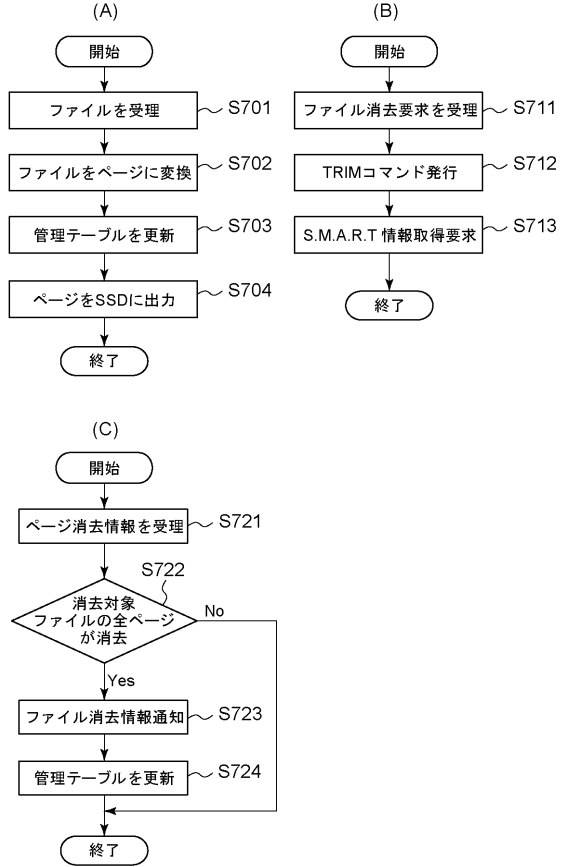 (A)
開始
ファイルを受理
S701
ファイルをページに変換
S702
管理テーブルを更新
S703
ページをSSDに出力
S704
終了
(B)
開始
ファイル消去要求を受理
S711
TRIMコマンド発行
S712
S.M.A.R.T 情報取得要求
S713
終了
(C)
開始
ページ消去情報を受理
S721
S722
消去対象
ファイルの全ページ
が消去
No
Yes
ファイル消去情報通知
S723
管理テーブルを更新
S724
終了